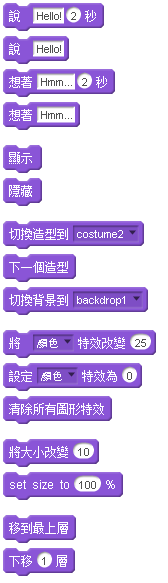 說 Hello! 2 秒
說 Hello!
想著 Hmm... 2 秒
想著 Hmm...
顯示
隱藏
切換造型到 costume2
下一個造型
切換背景到 backdrop1
將 顏色 特效改變 25
設定 顏色 特效為 0
清除所有圖形特效
將大小改變 10
set size to 100 %
移到最上層
下移 1 層